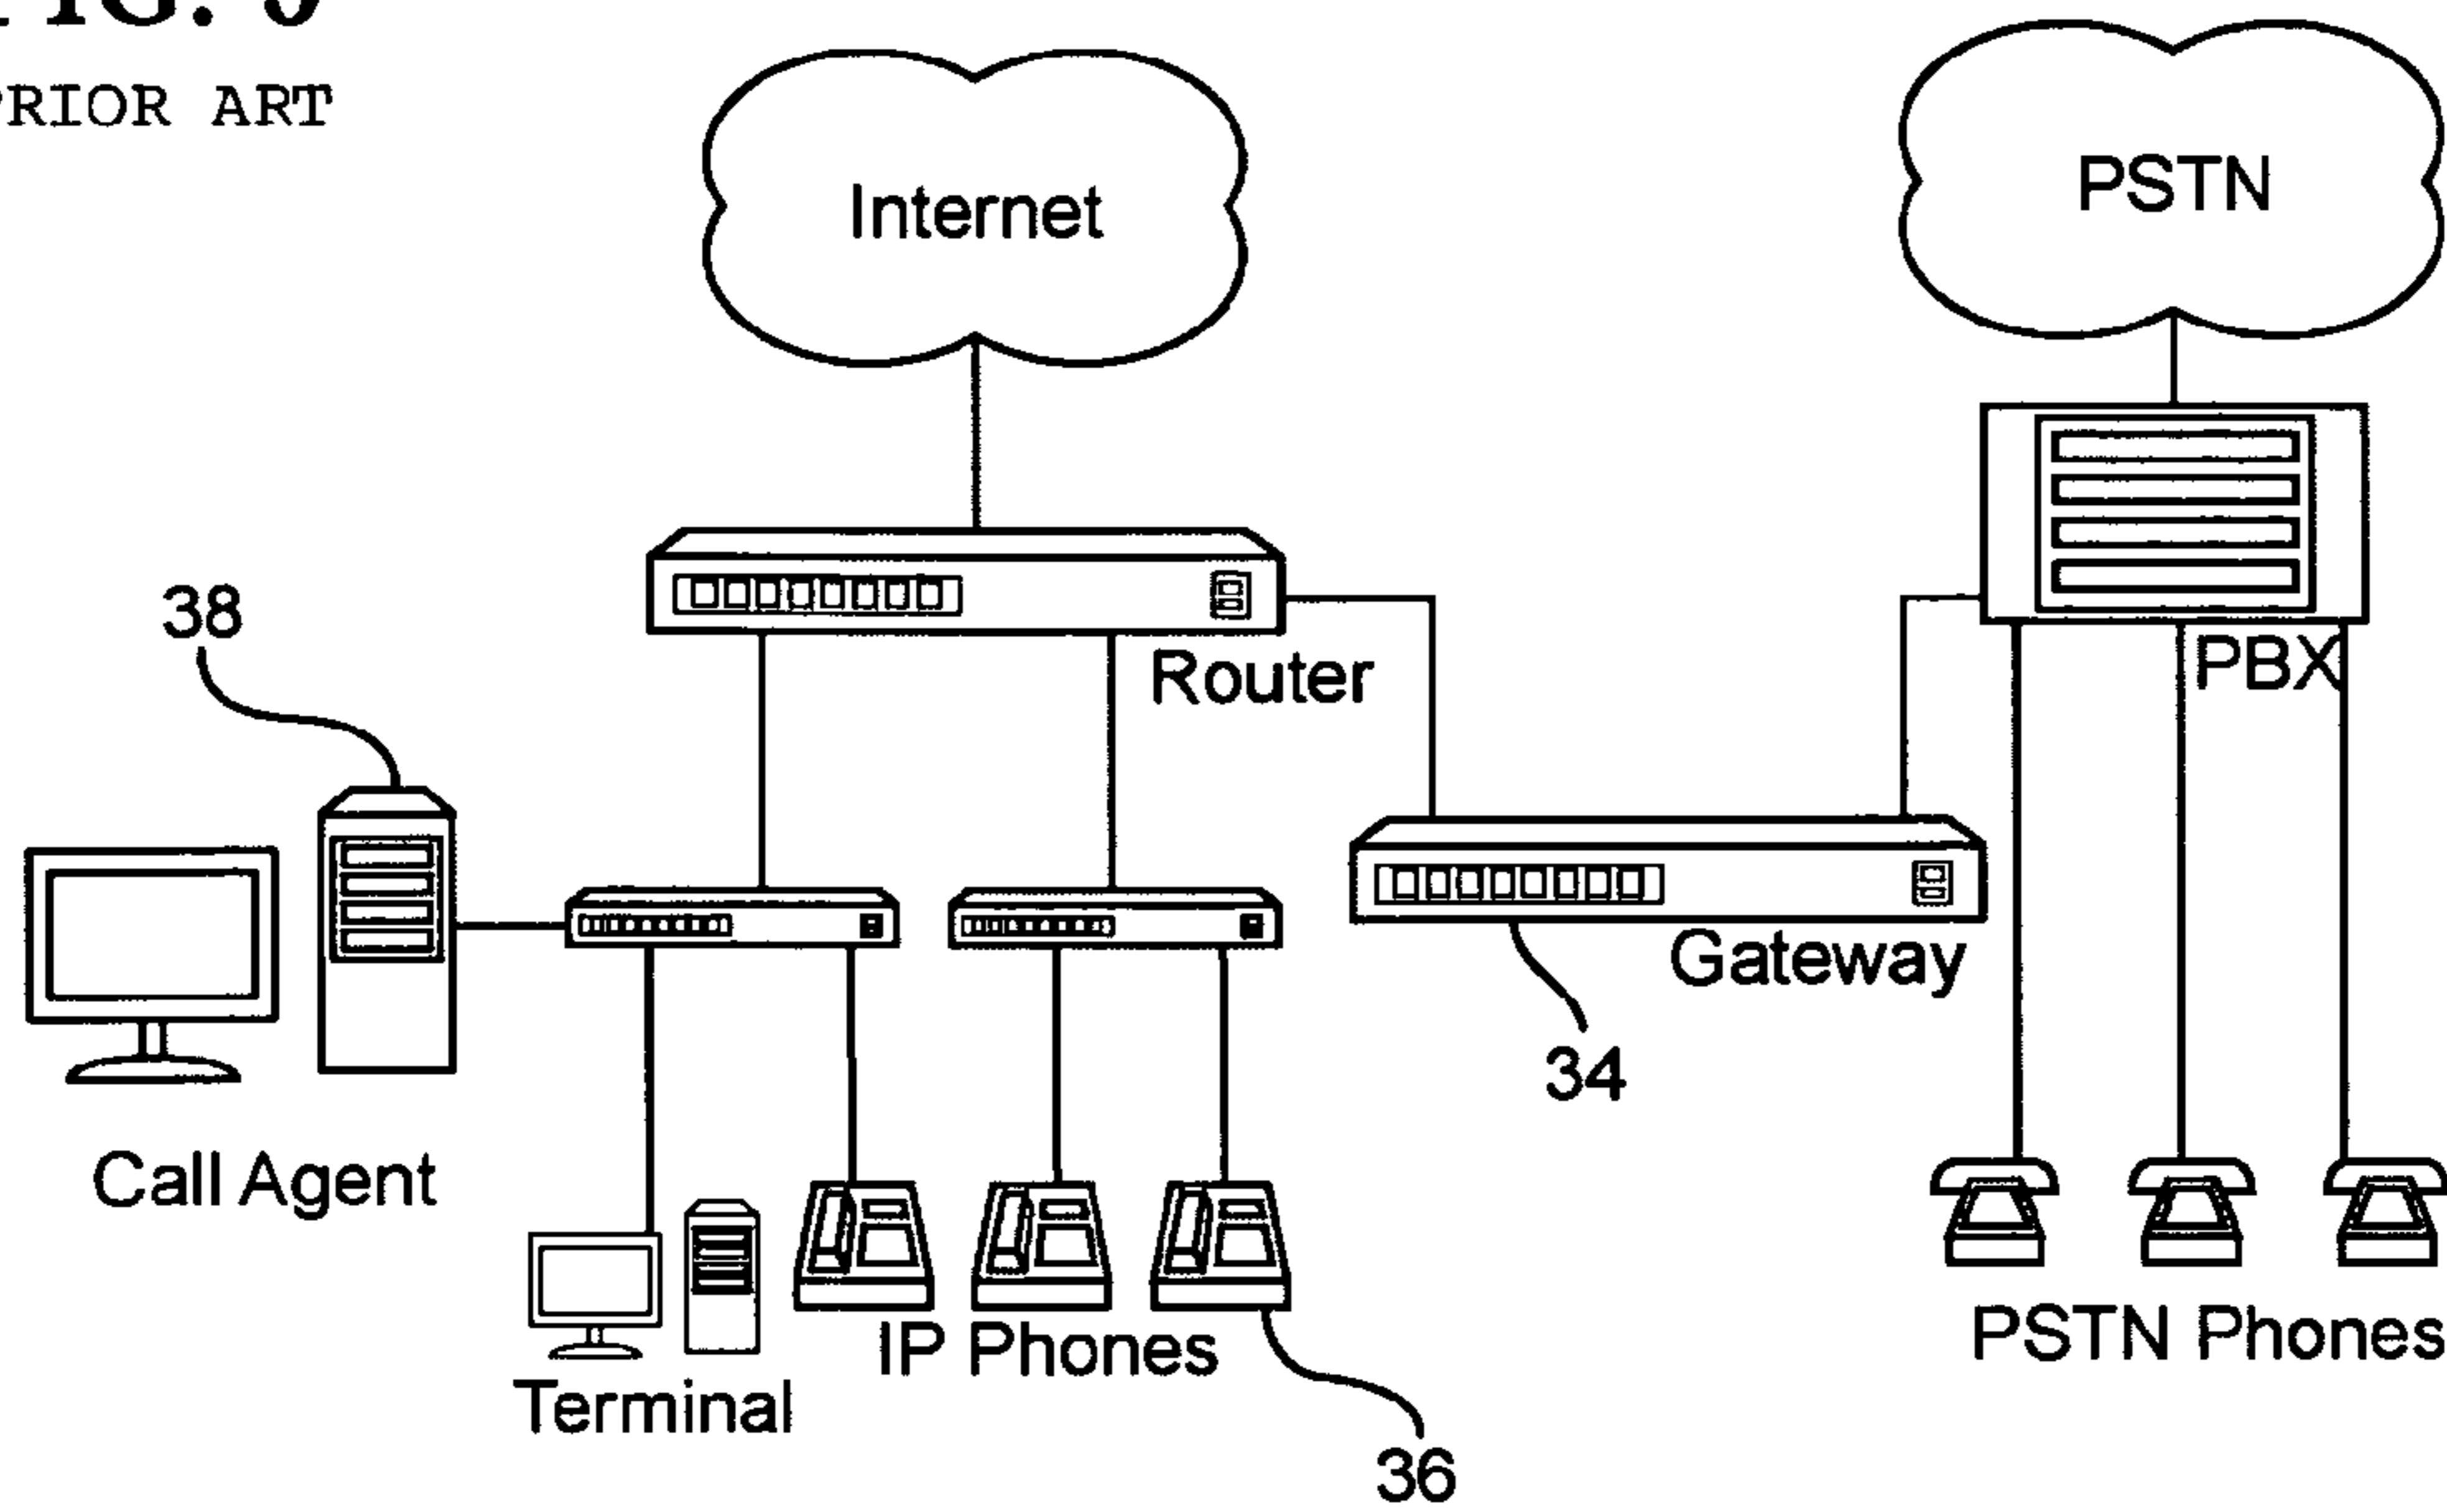 PRIOR ART
Internet
PSTN
38
Router
PBX
Gateway
34
Call Agent
IP Phones
PSTN Phones
Terminal
36